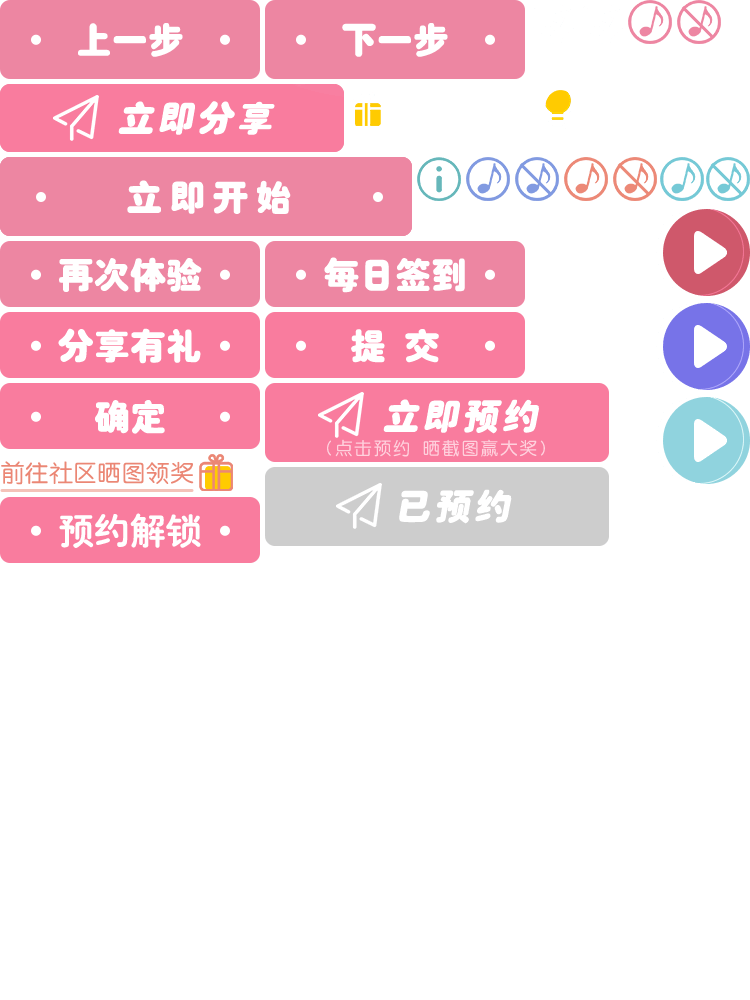 上一步
下一步
立即分享
立即开始
再次体验
每日签到
分享有礼
提 交
确定
立即预约
（点击预约 晒截图赢大奖）
前往社区晒图领奖
已预约
预约解锁